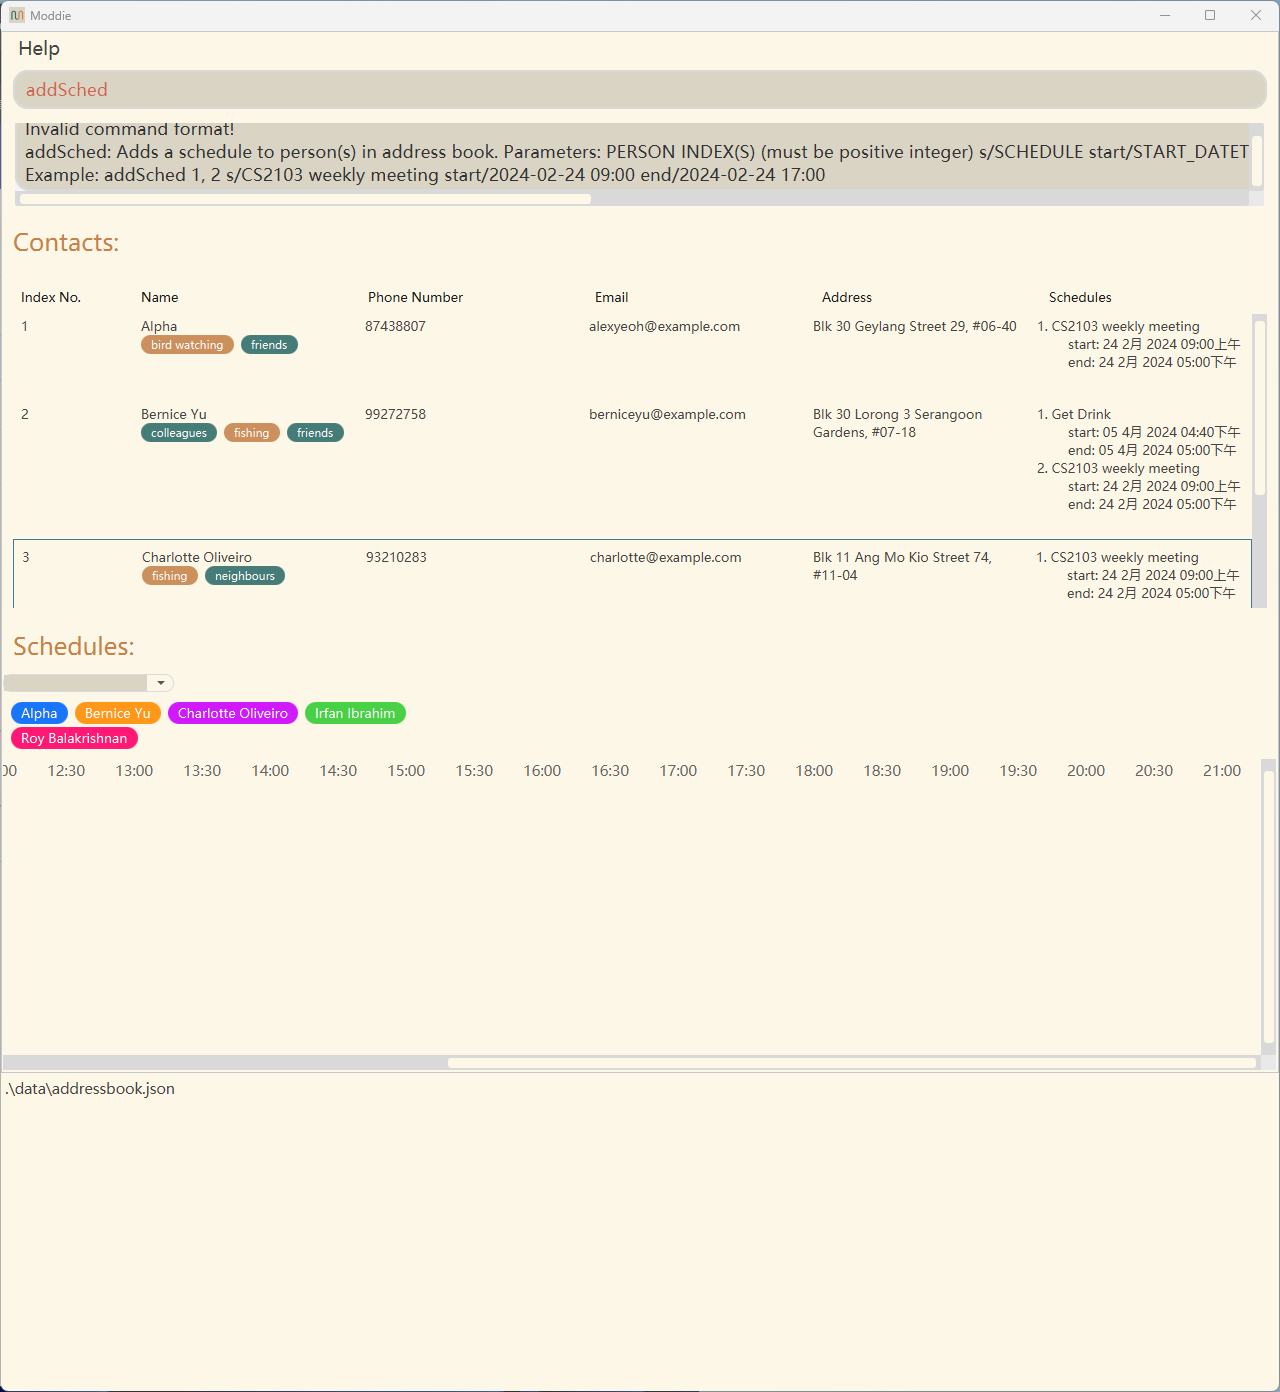 Moddie
Help
addSched
Invalid command format!
addSched: Adds a schedule to person(s) in address book. Parameters: PERSON INDEX(S) (must be positive integer) s/SCHEDULE start/START_DATET
Example: addSched 1, 2 s/CS2103 weekly meeting start/2024-02-24 09:00 end/2024-02-24 17:00
Contacts:
Index No. Name Phone Number Email Address Schedules
1 Alpha 87438807 alexyeoh@example.com Blk 30 Geylang Street 29, #06-40 1. CS2103 weekly meeting
bird watching friends start: 24 2月 2024 09:00上午
end: 24 2月 2024 05:00下午
2 Bernice Yu 99272758 berniceyu@example.com Blk 30 Lorong 3 Serangoon 1. Get Drink
colleagues fishing friends Gardens, #07-18 start: 05 4月 2024 04:40下午
end: 05 4月 2024 05:00下午
2. CS2103 weekly meeting
start: 24 2月 2024 09:00上午
end: 24 2月 2024 05:00下午
3 Charlotte Oliveiro 93210283 charlotte@example.com Blk 11 Ang Mo Kio Street 74, 1. CS2103 weekly meeting
fishing neighbours #11-04 start: 24 2月 2024 09:00上午
end: 24 2月 2024 05:00下午
Schedules:
Alpha Bernice Yu Charlotte Oliveiro Irfan Ibrahim
Roy Balakrishnan
00 12:30 13:00 13:30 14:00 14:30 15:00 15:30 16:00 16:30 17:00 17:30 18:00 18:30 19:00 19:30 20:00 20:30 21:00
.\data\addressbook.json